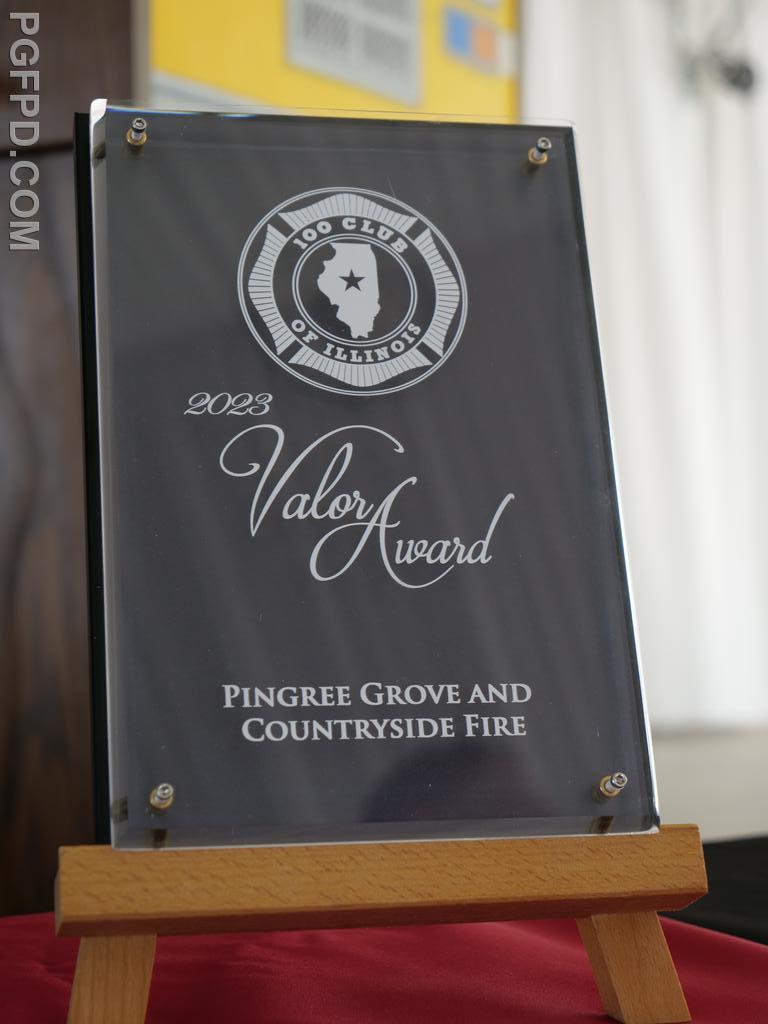 PGFPD.COM
100 CLUB
OF ILLINOIS
2023
Valor Award
PINGREE GROVE AND
COUNTRYSIDE FIRE